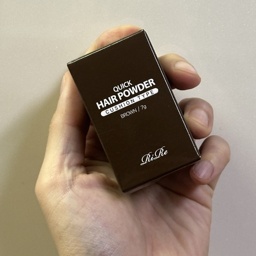 QUICK
HAIR POWDER
CUSHION TYPE
BROWN / 7g
RiRe